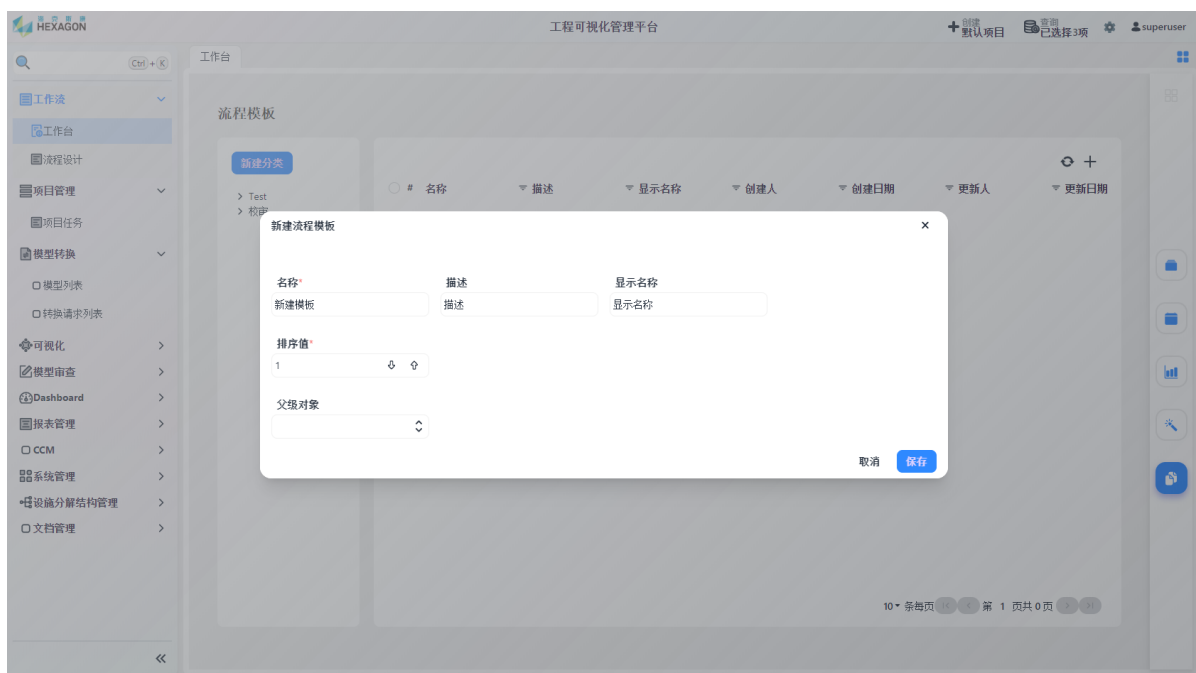 HEXAGON
工程可视化管理平台
创建
默认项目
查询
已选择3项
superuser
Ctrl + K
工作台
工作流
工作台
流程设计
项目管理
项目任务
模型转换
模型列表
转换请求列表
可视化
模型审查
Dashboard
报表管理
CCM
系统管理
设施分解结构管理
文档管理
流程模板
新建分类
Test
校审
# 名称 描述 显示名称 创建人 创建日期 更新人 更新日期
新建流程模板
名称* 描述 显示名称
新建模板 描述 显示名称
排序值*
1
父级对象
取消 保存
10 条每页 第 1 页共 0 页